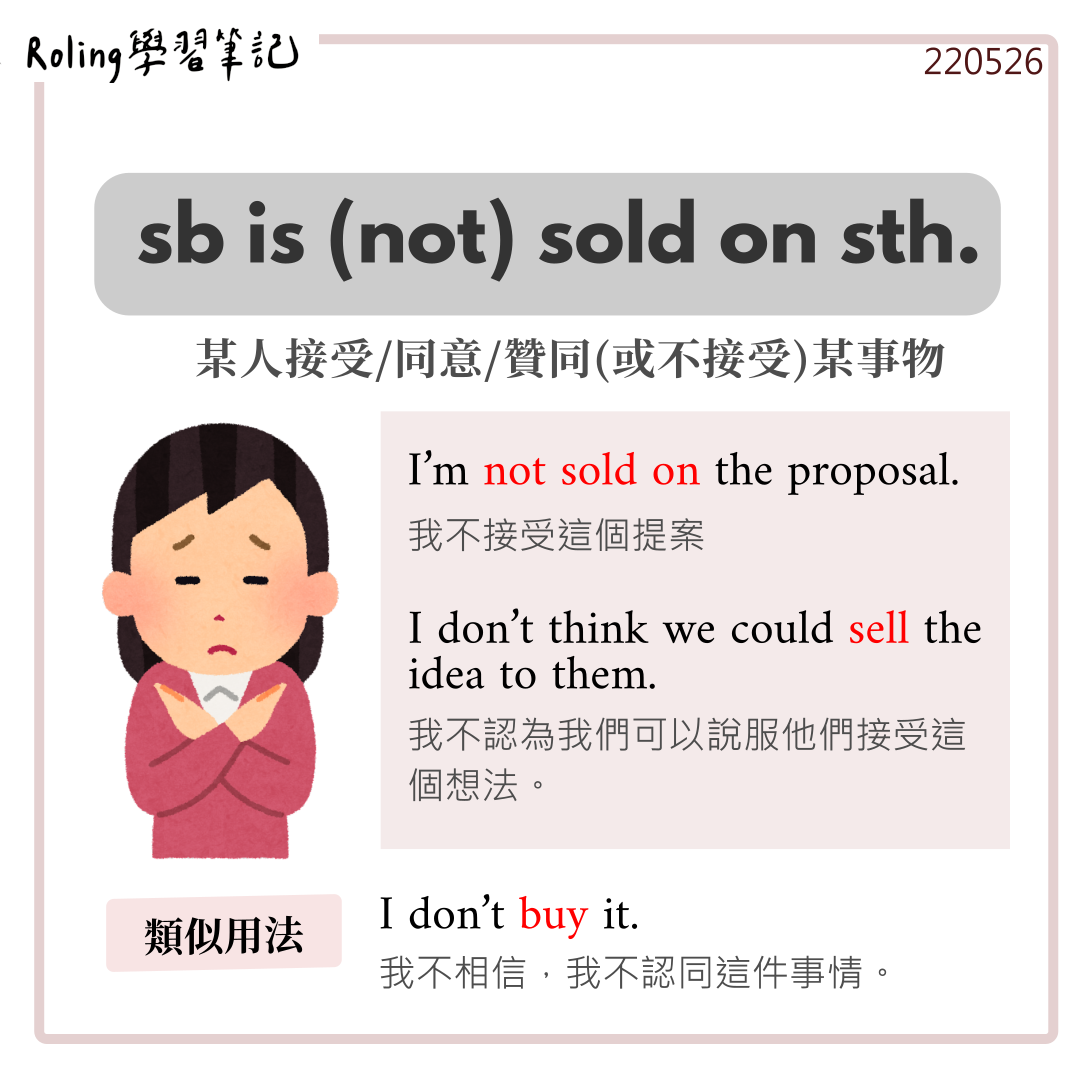 Roling學習筆記
220526
sb is (not) sold on sth.
某人接受/同意/贊同(或不接受)某事物
I’m not sold on the proposal.
我不接受這個提案
I don’t think we could sell the
idea to them.
我不認為我們可以說服他們接受這
個想法。
類似用法
I don’t buy it.
我不相信，我不認同這件事情。